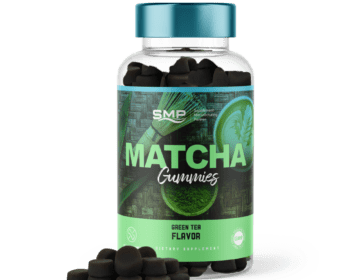 SMP
MATCHA
Gummies
GREEN TEA
FLAVOR
DIETARY SUPPLEMENT